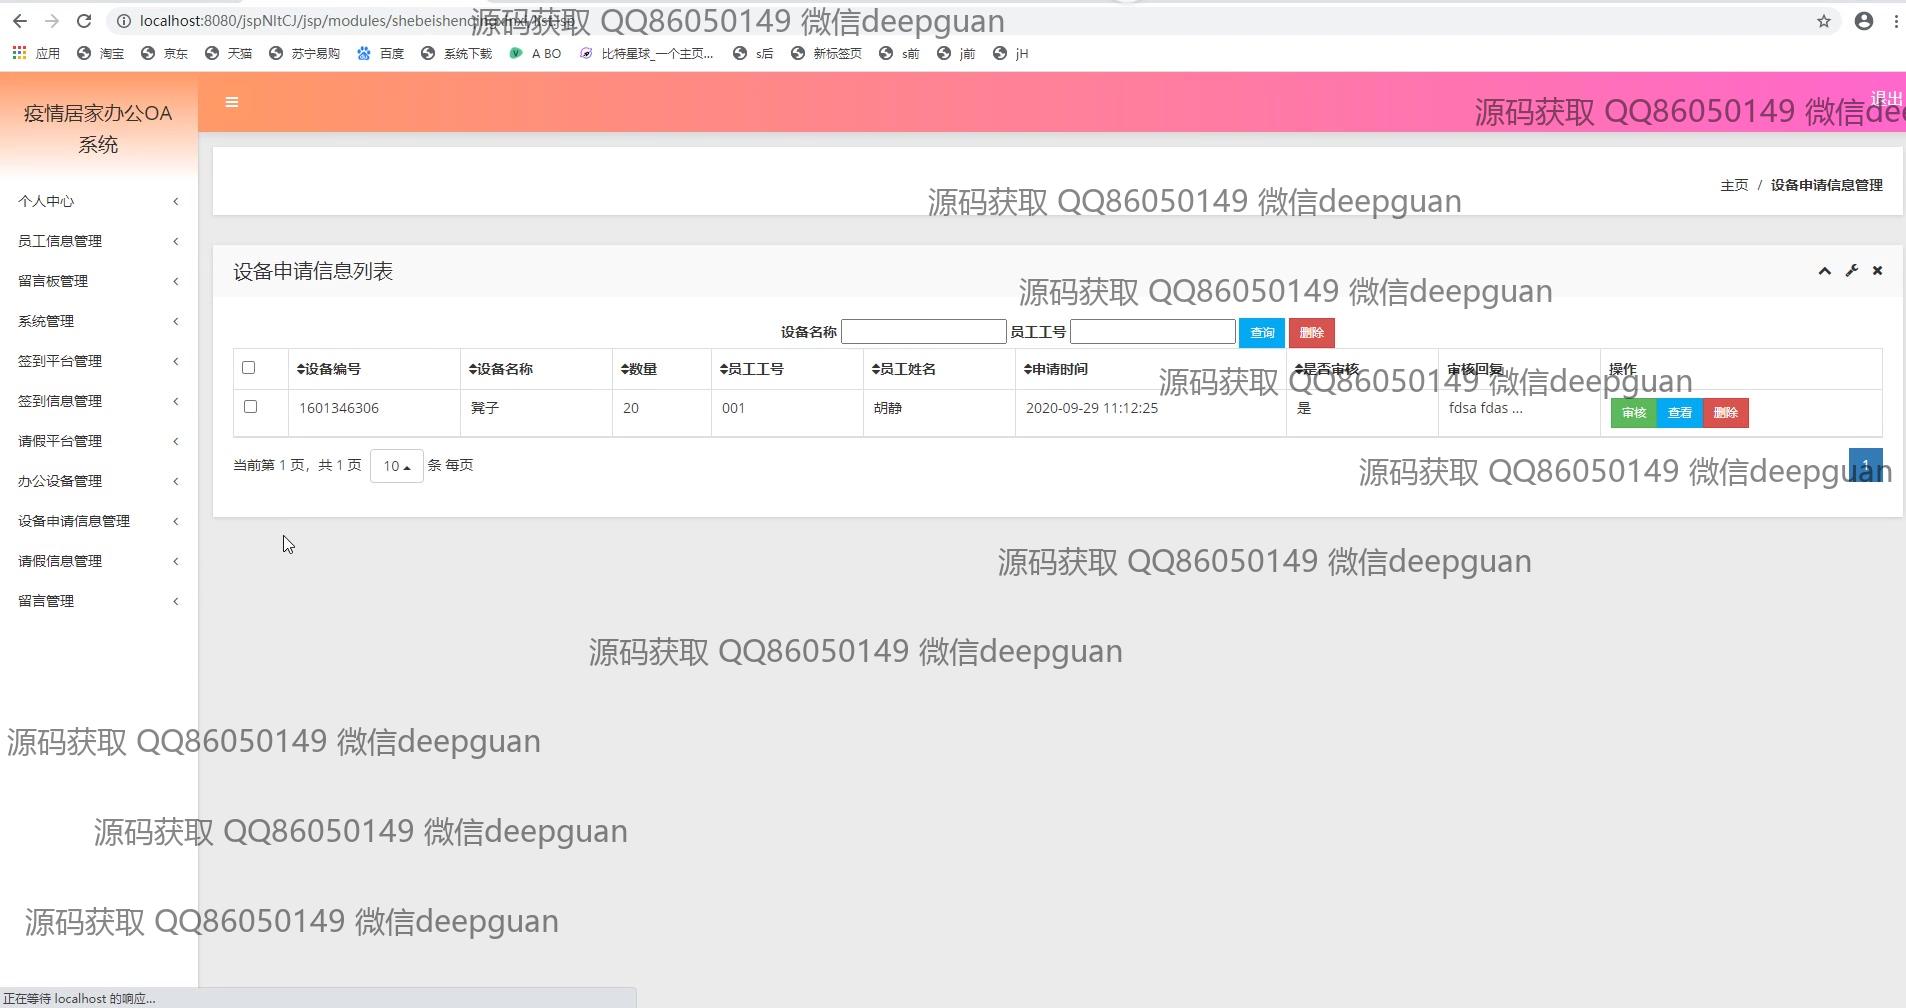 localhost:8080/jspNltCJ/jsp/modules/shebeishenqingxinxi/list.jsp
源码获取 QQ86050149 微信deepguan
应用 淘宝 京东 天猫 苏宁易购 百度 系统下载 A BO 比特星球_一个主页... s后 新标签页 s前 j前 jH
疫情居家办公OA
系统
退出
源码获取 QQ86050149 微信dee
主页 / 设备申请信息管理
源码获取 QQ86050149 微信deepguan
个人中心
员工信息管理
留言板管理
系统管理
签到平台管理
签到信息管理
请假平台管理
办公设备管理
设备申请信息管理
请假信息管理
留言管理
设备申请信息列表
源码获取 QQ86050149 微信deepguan
设备名称 员工工号 查询 删除
设备编号 设备名称 数量 员工工号 员工姓名 申请时间 是否审核 审核回复 操作
源码获取 QQ86050149 微信deepguan
1601346306 凳子 20 001 胡静 2020-09-29 11:12:25 是 fdsa fdas ... 审核 查看 删除
当前第 1 页，共 1 页 10 条 每页 1
源码获取 QQ86050149 微信deepguan
源码获取 QQ86050149 微信deepguan
源码获取 QQ86050149 微信deepguan
源码获取 QQ86050149 微信deepguan
源码获取 QQ86050149 微信deepguan
源码获取 QQ86050149 微信deepguan
正在等待 localhost 的响应...